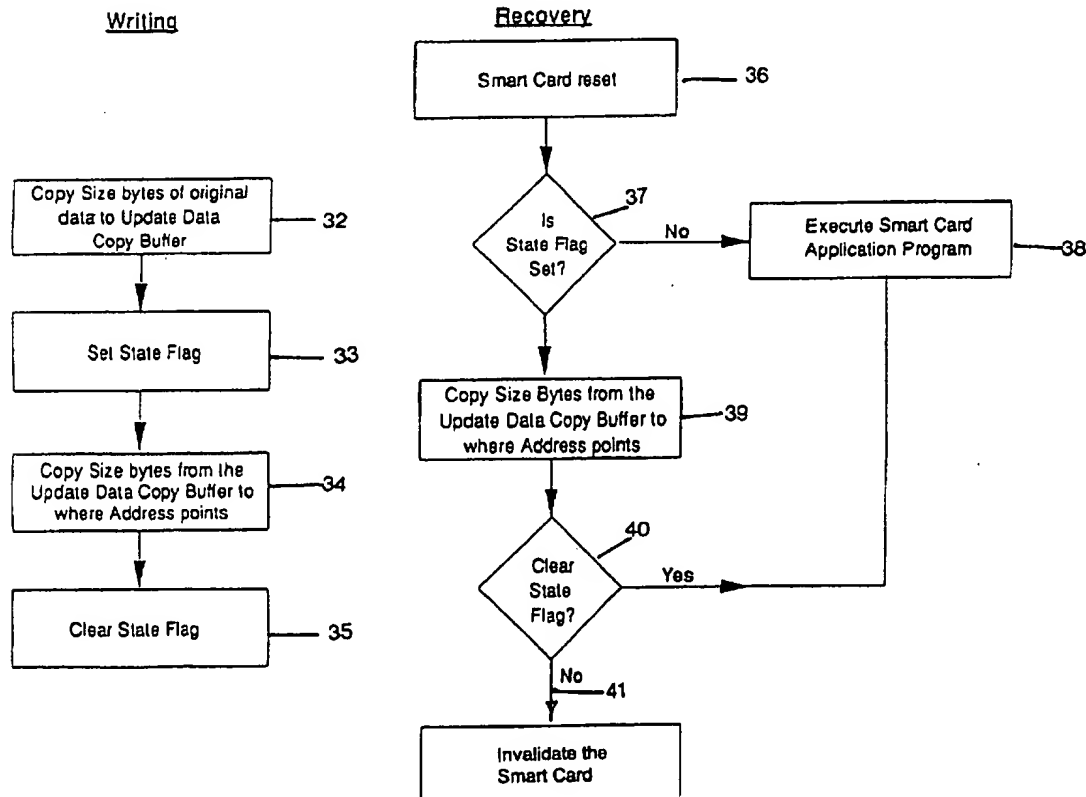 Writing
Copy Size bytes of original
data to Update Data
Copy Buffer
32
Set State Flag
33
Copy Size bytes from the
Update Data Copy Buffer to
where Address points
34
Clear State Flag
35
Recovery
Smart Card reset
36
Is
State Flag
Set?
37
No
Execute Smart Card
Application Program
38
Copy Size Bytes from the
Update Data Copy Buffer to
where Address points
39
Clear
State
Flag?
40
Yes
No
41
Invalidate the
Smart Card